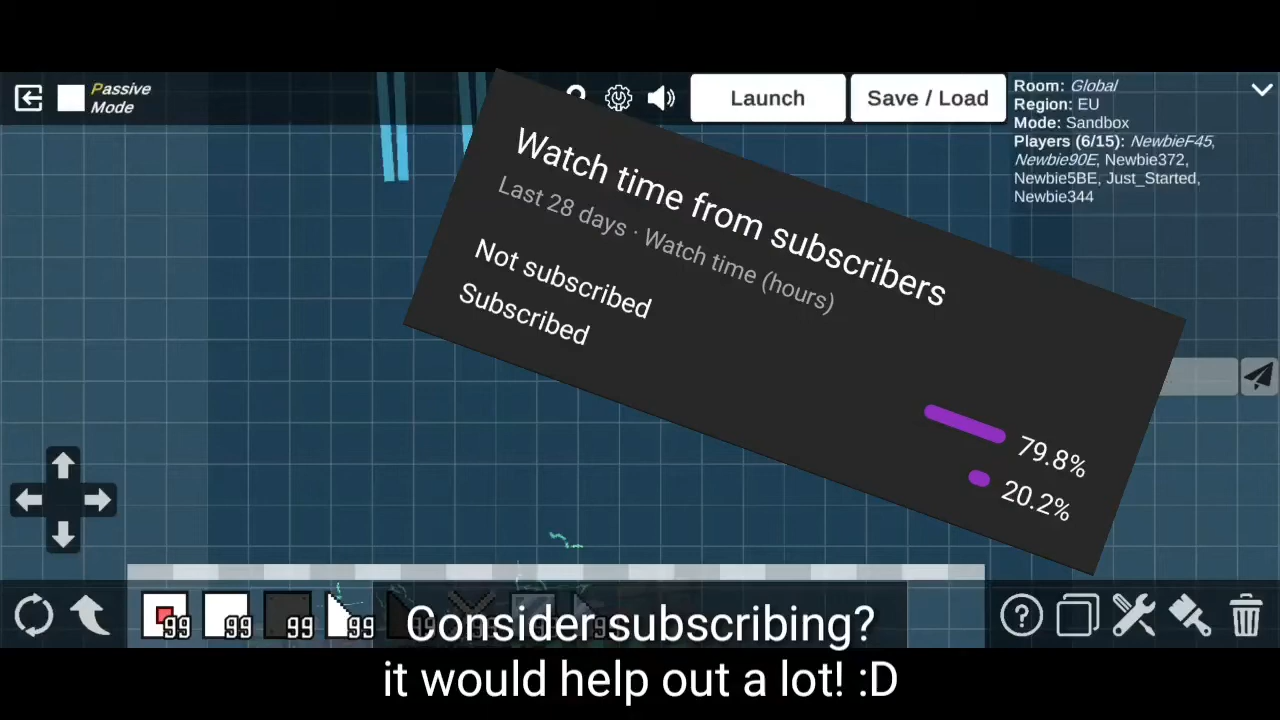 Passive
Mode
Launch
Save / Load
Room: Global
Region: EU
Mode: Sandbox
Players (6/15): NewbieF45,
Newbie90E, Newbie372,
Newbie5BE, Just_Started,
Newbie344
Watch time from subscribers
Last 28 days · Watch time (hours)
Not subscribed
Subscribed
79.8%
20.2%
99
99
99
99
Consider subscribing?
it would help out a lot! :D